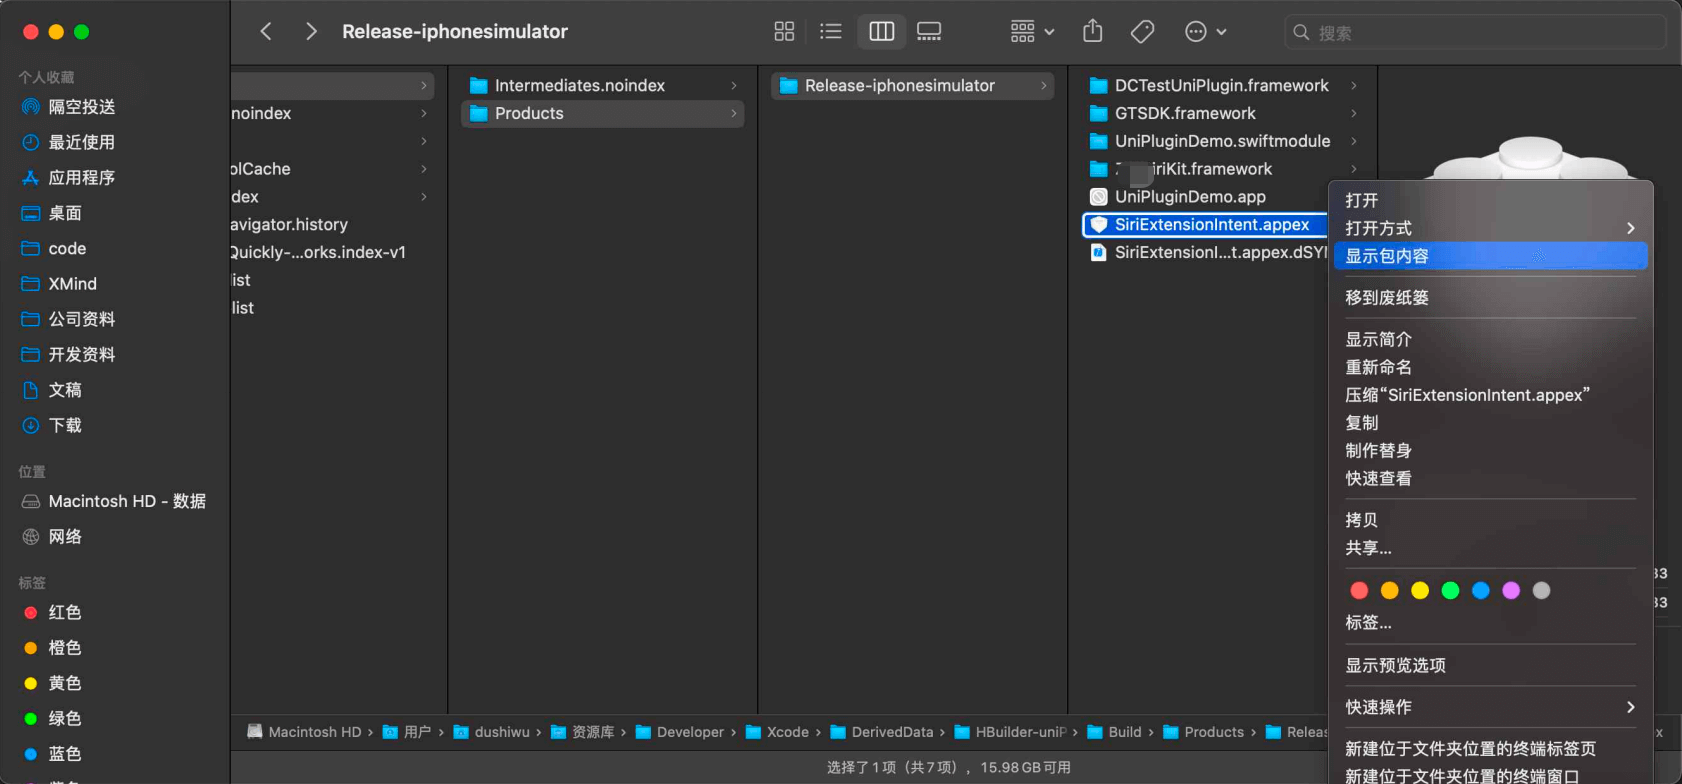 Release-iphonesimulator
搜索
个人收藏
隔空投送
最近使用
应用程序
桌面
code
XMind
公司资料
开发资料
文稿
下载
位置
Macintosh HD - 数据
网络
标签
红色
橙色
黄色
绿色
蓝色
noindex
olCache
dex
avigator.history
Quickly-...orks.index-v1
list
list
Intermediates.noindex
Products
Release-iphonesimulator
DCTestUniPlugin.framework
GTSDK.framework
UniPluginDemo.swiftmodule
iriKit.framework
UniPluginDemo.app
SiriExtensionIntent.appex
SiriExtensionI...t.appex.dSYM
打开
打开方式
显示包内容
移到废纸篓
显示简介
重新命名
压缩“SiriExtensionIntent.appex”
复制
制作替身
快速查看
拷贝
共享...
标签...
显示预览选项
快速操作
新建位于文件夹位置的终端标签页
新建位于文件夹位置的终端窗口
33
33
Macintosh HD › 用户 › dushiwu › 资源库 › Developer › Xcode › DerivedData › HBuilder-uniP › Build › Products › Releas
x
选择了1项（共7项），15.98 GB可用